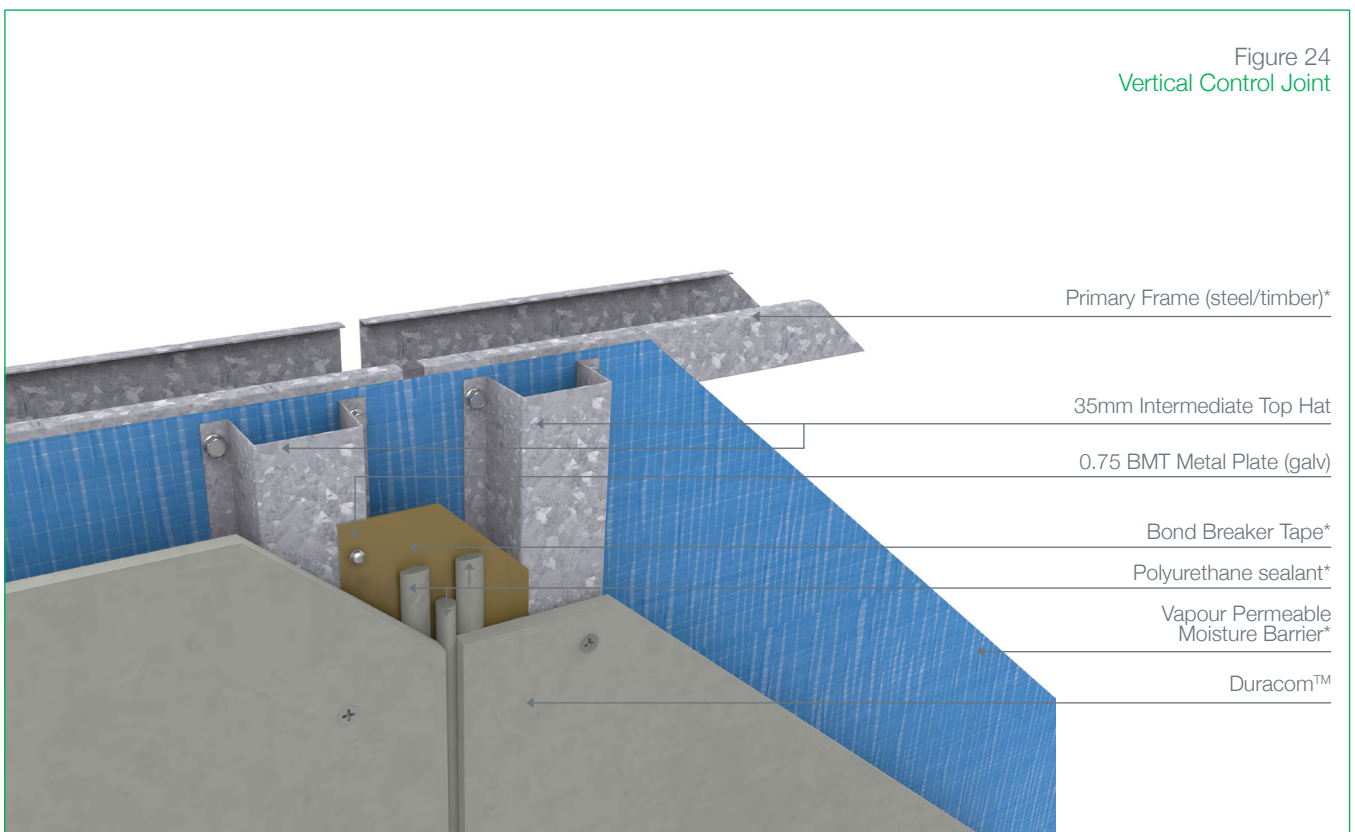 Figure 24
Vertical Control Joint
Primary Frame (steel/timber)*
35mm Intermediate Top Hat
0.75 BMT Metal Plate (galv)
Bond Breaker Tape*
Polyurethane sealant*
Vapour Permeable
Moisture Barrier*
Duracom™